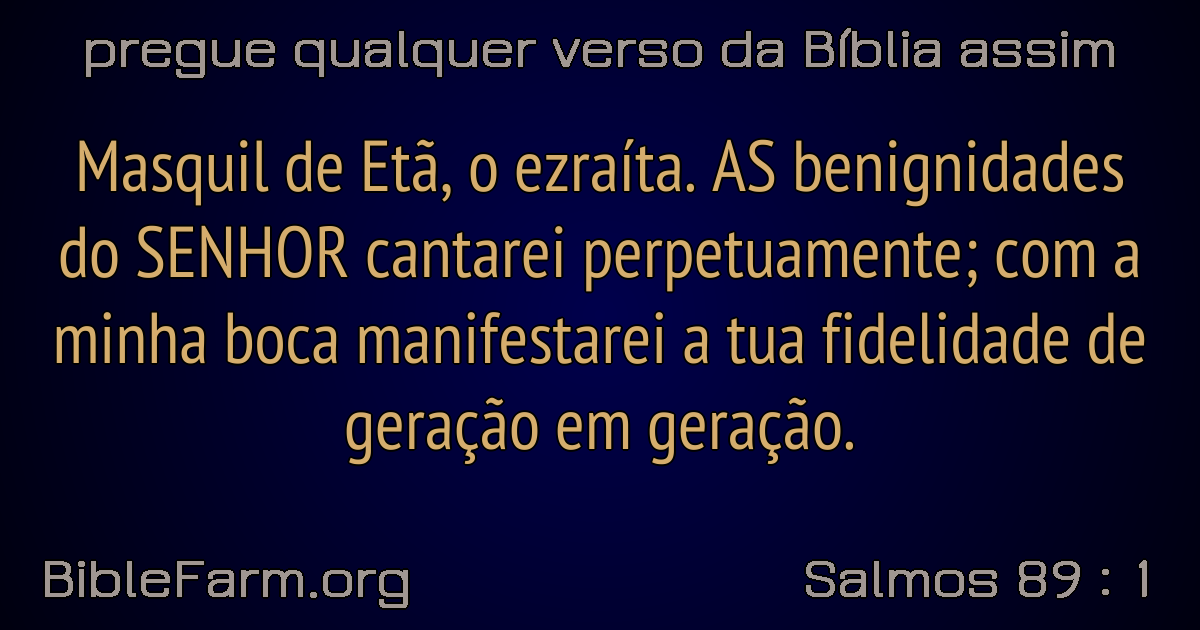 pregue qualquer verso da Bíblia assim
Masquil de Etã, o ezraíta. AS benignidades
do SENHOR cantarei perpetuamente; com a
minha boca manifestarei a tua fidelidade de
geração em geração.
BibleFarm.org
Salmos 89 : 1